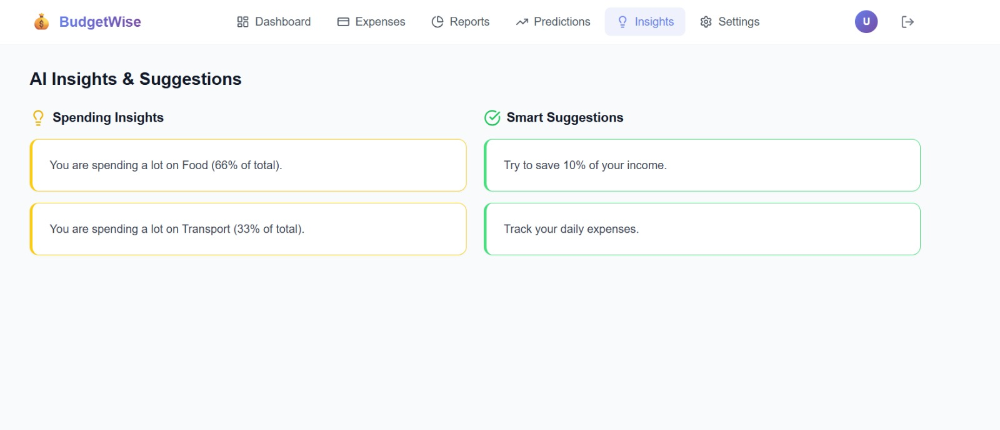 BudgetWise
Dashboard
Expenses
Reports
Predictions
Insights
Settings
U
AI Insights & Suggestions
Spending Insights
You are spending a lot on Food (66% of total).
You are spending a lot on Transport (33% of total).
Smart Suggestions
Try to save 10% of your income.
Track your daily expenses.